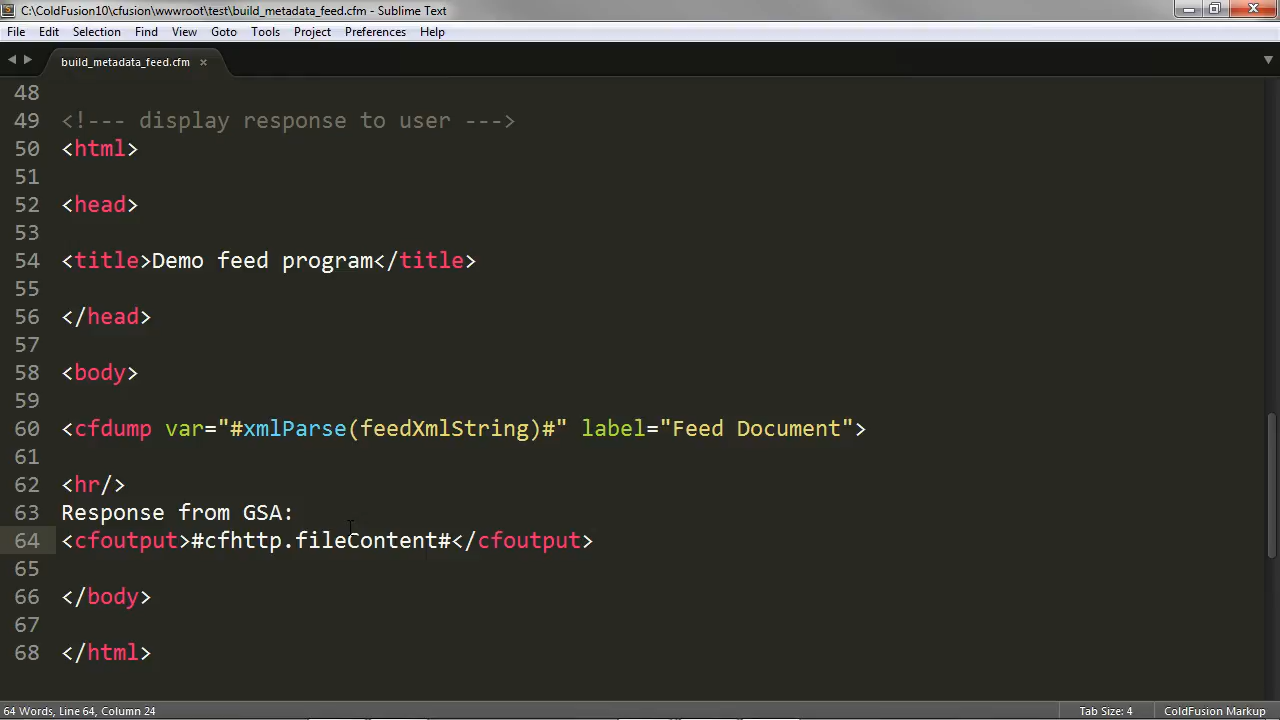 C:\ColdFusion10\cfusion\wwwroot\test\build_metadata_feed.cfm - Sublime Text
File Edit Selection Find View Goto Tools Project Preferences Help
build_metadata_feed.cfm ×
48
49 <!--- display response to user --->
50 <html>
51
52 <head>
53
54 <title>Demo feed program</title>
55
56 </head>
57
58 <body>
59
60 <cfdump var="#xmlParse(feedXmlString)#" label="Feed Document">
61
62 <hr/>
63 Response from GSA:
64 <cfoutput>#cfhttp.fileContent#</cfoutput>
65
66 </body>
67
68 </html>
64 Words, Line 64, Column 24 Tab Size: 4 ColdFusion Markup